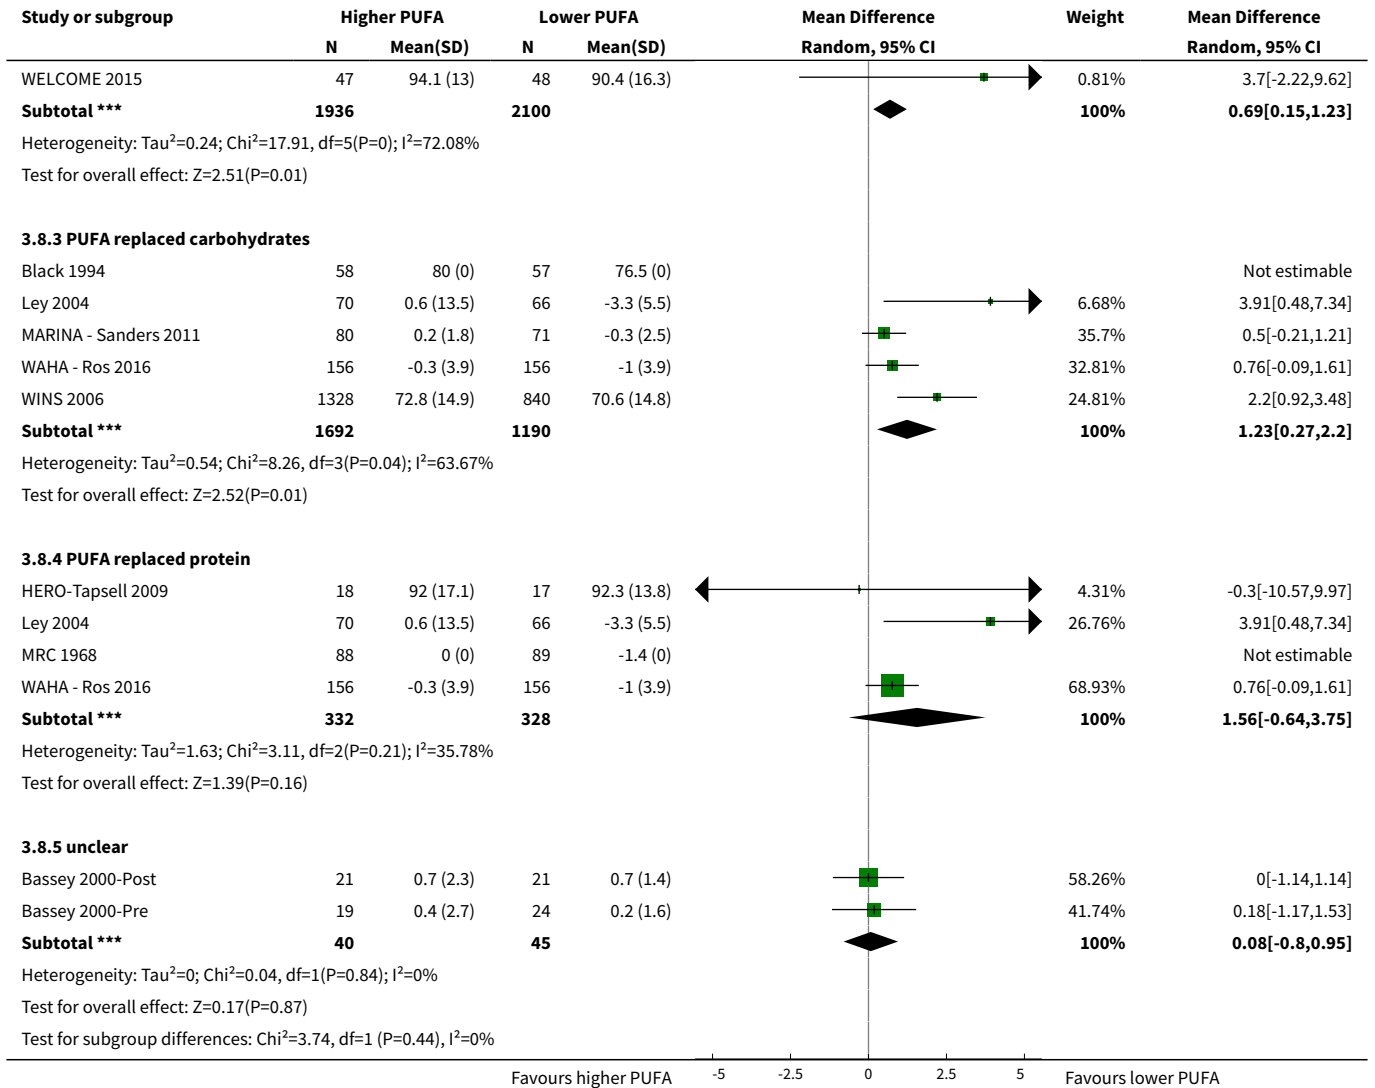 Study or subgroup Higher PUFA Lower PUFA Mean Difference Weight Mean Difference
N Mean(SD) N Mean(SD) Random, 95% CI Random, 95% CI
WELCOME 2015 47 94.1 (13) 48 90.4 (16.3) 0.81% 3.7[-2.22,9.62]
Subtotal *** 1936 2100 100% 0.69[0.15,1.23]
Heterogeneity: Tau²=0.24; Chi²=17.91, df=5(P=0); I²=72.08%
Test for overall effect: Z=2.51(P=0.01)
3.8.3 PUFA replaced carbohydrates
Black 1994 58 80 (0) 57 76.5 (0) Not estimable
Ley 2004 70 0.6 (13.5) 66 -3.3 (5.5) 6.68% 3.91[0.48,7.34]
MARINA - Sanders 2011 80 0.2 (1.8) 71 -0.3 (2.5) 35.7% 0.5[-0.21,1.21]
WAHA - Ros 2016 156 -0.3 (3.9) 156 -1 (3.9) 32.81% 0.76[-0.09,1.61]
WINS 2006 1328 72.8 (14.9) 840 70.6 (14.8) 24.81% 2.2[0.92,3.48]
Subtotal *** 1692 1190 100% 1.23[0.27,2.2]
Heterogeneity: Tau²=0.54; Chi²=8.26, df=3(P=0.04); I²=63.67%
Test for overall effect: Z=2.52(P=0.01)
3.8.4 PUFA replaced protein
HERO-Tapsell 2009 18 92 (17.1) 17 92.3 (13.8) 4.31% -0.3[-10.57,9.97]
Ley 2004 70 0.6 (13.5) 66 -3.3 (5.5) 26.76% 3.91[0.48,7.34]
MRC 1968 88 0 (0) 89 -1.4 (0) Not estimable
WAHA - Ros 2016 156 -0.3 (3.9) 156 -1 (3.9) 68.93% 0.76[-0.09,1.61]
Subtotal *** 332 328 100% 1.56[-0.64,3.75]
Heterogeneity: Tau²=1.63; Chi²=3.11, df=2(P=0.21); I²=35.78%
Test for overall effect: Z=1.39(P=0.16)
3.8.5 unclear
Bassey 2000-Post 21 0.7 (2.3) 21 0.7 (1.4) 58.26% 0[-1.14,1.14]
Bassey 2000-Pre 19 0.4 (2.7) 24 0.2 (1.6) 41.74% 0.18[-1.17,1.53]
Subtotal *** 40 45 100% 0.08[-0.8,0.95]
Heterogeneity: Tau²=0; Chi²=0.04, df=1(P=0.84); I²=0%
Test for overall effect: Z=0.17(P=0.87)
Test for subgroup differences: Chi²=3.74, df=1 (P=0.44), I²=0%
Favours higher PUFA -5 -2.5 0 2.5 5 Favours lower PUFA